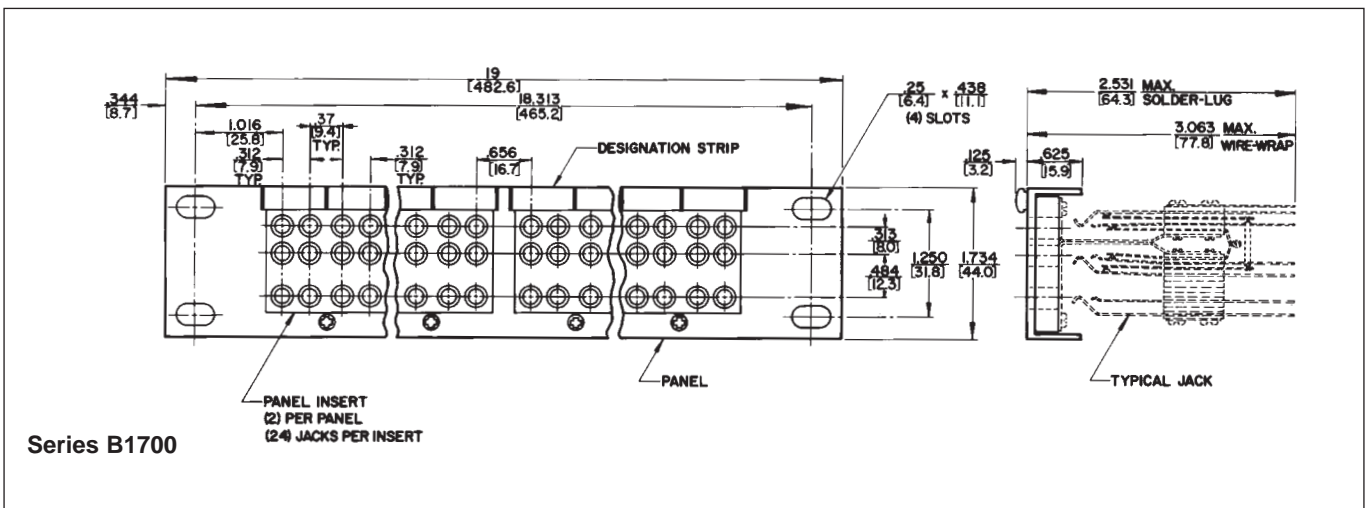 19
[482.6]
.344
[8.7]
18.313
[465.2]
.25 x .438
[6.4] [11.1]
(4) SLOTS
2.531 MAX.
[64.3] SOLDER-LUG
1.016
[25.8]
.37
[9.4]
TYP.
3.063 MAX.
[77.8] WIRE-WRAP
.312
[7.9]
TYP.
.312
[7.9]
TYP.
.656
[16.7]
DESIGNATION STRIP
.125
[3.2]
.625
[15.9]
.313
[8.0]
.484
[12.3]
1.250
[31.8]
1.734
[44.0]
PANEL
TYPICAL JACK
PANEL INSERT
(2) PER PANEL
(24) JACKS PER INSERT
Series B1700